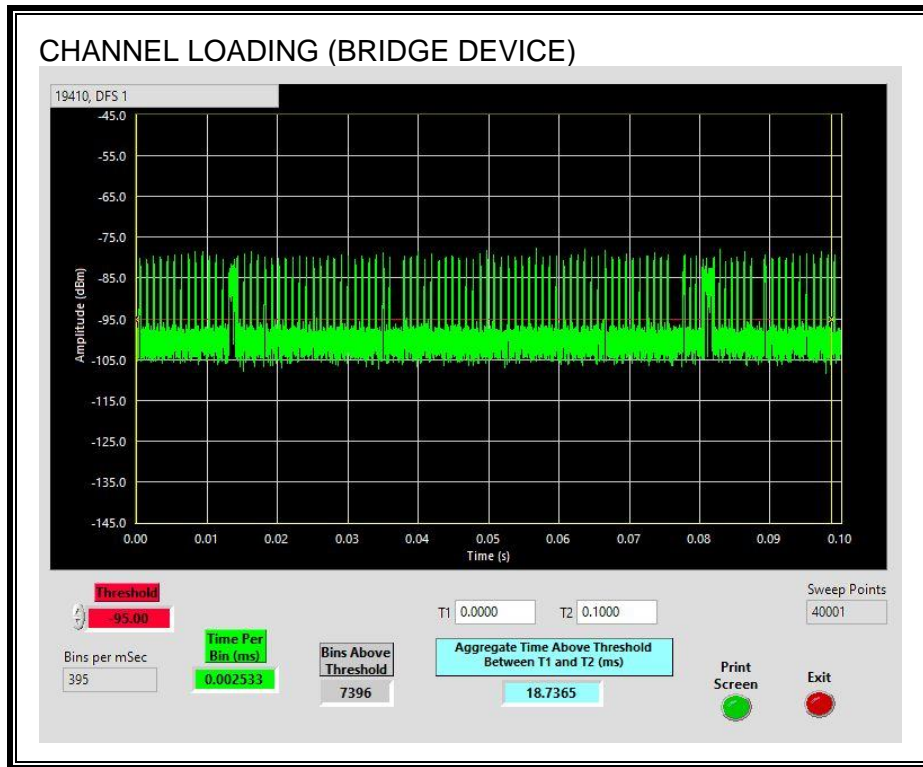 CHANNEL LOADING (BRIDGE DEVICE)
19410, DFS 1
-45.0
-55.0
-65.0
-75.0
-85.0
-95.0
-105.0
-115.0
-125.0
-135.0
-145.0
Amplitude (dBm)
0.00 0.01 0.02 0.03 0.04 0.05 0.06 0.07 0.08 0.09 0.10
Time (s)
Threshold
-95.00
Bins per mSec
395
Time Per
Bin (ms)
0.002533
Bins Above
Threshold
7396
T1 0.0000 T2 0.1000
Aggregate Time Above Threshold
Between T1 and T2 (ms)
18.7365
Sweep Points
40001
Print
Screen
Exit